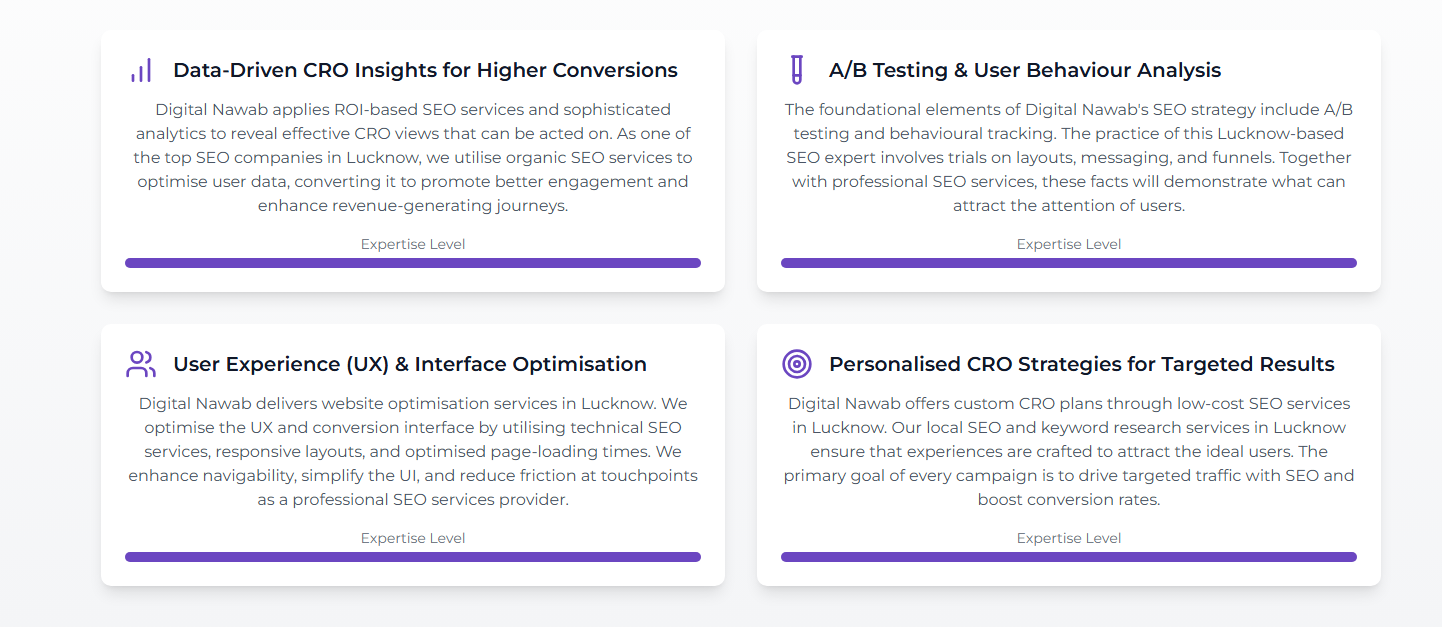 Data-Driven CRO Insights for Higher Conversions
Digital Nawab applies ROI-based SEO services and sophisticated
analytics to reveal effective CRO views that can be acted on. As one of
the top SEO companies in Lucknow, we utilise organic SEO services to
optimise user data, converting it to promote better engagement and
enhance revenue-generating journeys.
Expertise Level
A/B Testing & User Behaviour Analysis
The foundational elements of Digital Nawab's SEO strategy include A/B
testing and behavioural tracking. The practice of this Lucknow-based
SEO expert involves trials on layouts, messaging, and funnels. Together
with professional SEO services, these facts will demonstrate what can
attract the attention of users.
Expertise Level
User Experience (UX) & Interface Optimisation
Digital Nawab delivers website optimisation services in Lucknow. We
optimise the UX and conversion interface by utilising technical SEO
services, responsive layouts, and optimised page-loading times. We
enhance navigability, simplify the UI, and reduce friction at touchpoints
as a professional SEO services provider.
Expertise Level
Personalised CRO Strategies for Targeted Results
Digital Nawab offers custom CRO plans through low-cost SEO services
in Lucknow. Our local SEO and keyword research services in Lucknow
ensure that experiences are crafted to attract the ideal users. The
primary goal of every campaign is to drive targeted traffic with SEO and
boost conversion rates.
Expertise Level